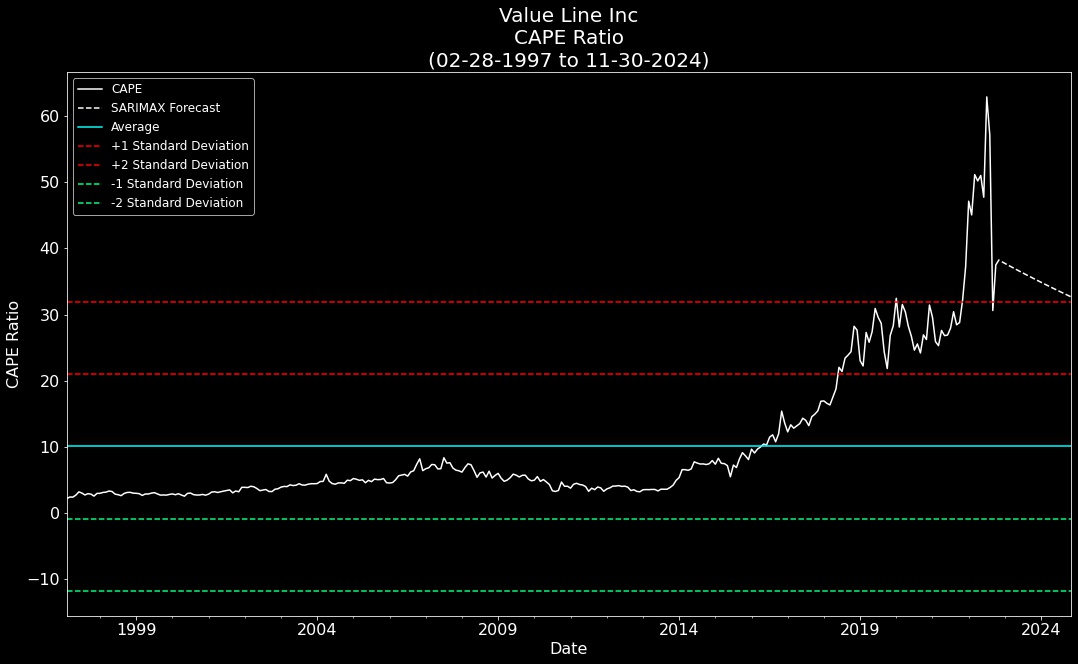 Value Line Inc
CAPE Ratio
(02-28-1997 to 11-30-2024)
CAPE
SARIMAX Forecast
Average
+1 Standard Deviation
+2 Standard Deviation
-1 Standard Deviation
-2 Standard Deviation
60
50
40
30
20
10
0
−10
CAPE Ratio
1999
2004
2009
2014
2019
2024
Date